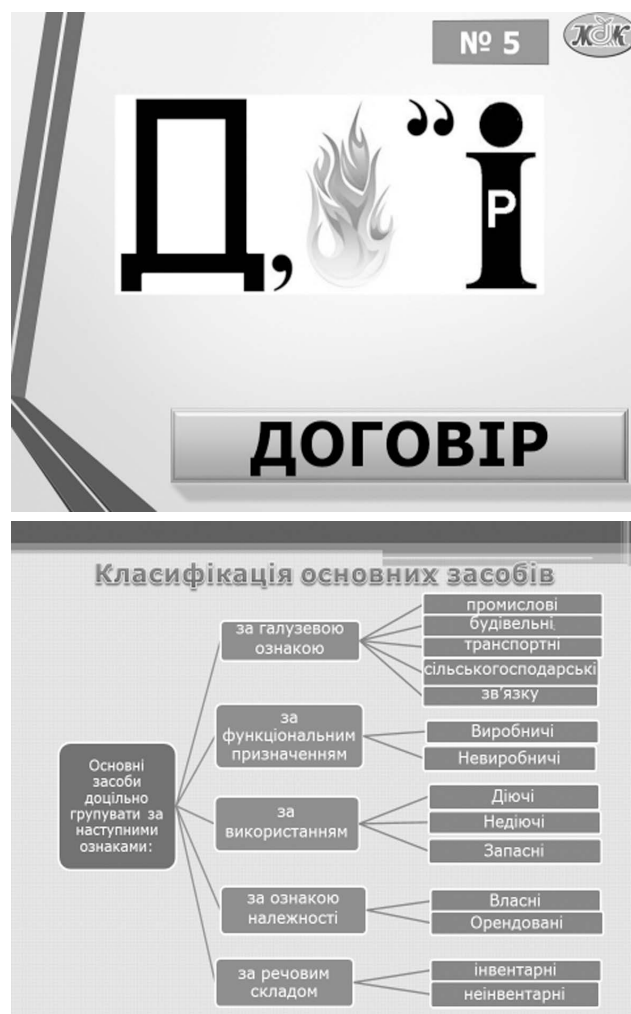 № 5
МДК
Д, ” і
Р
ДОГОВІР
Класифікація основних засобів
Основні
засоби
доцільно
групувати за
наступними
ознаками:
за галузевою
ознакою
промислові
будівельні
транспортні
сільськогосподарські
зв’язку
за
функціональним
призначенням
Виробничі
Невиробничі
за
використанням
Діючі
Недіючі
Запасні
за ознакою
належності
Власні
Орендовані
за речовим
складом
інвентарні
неінвентарні